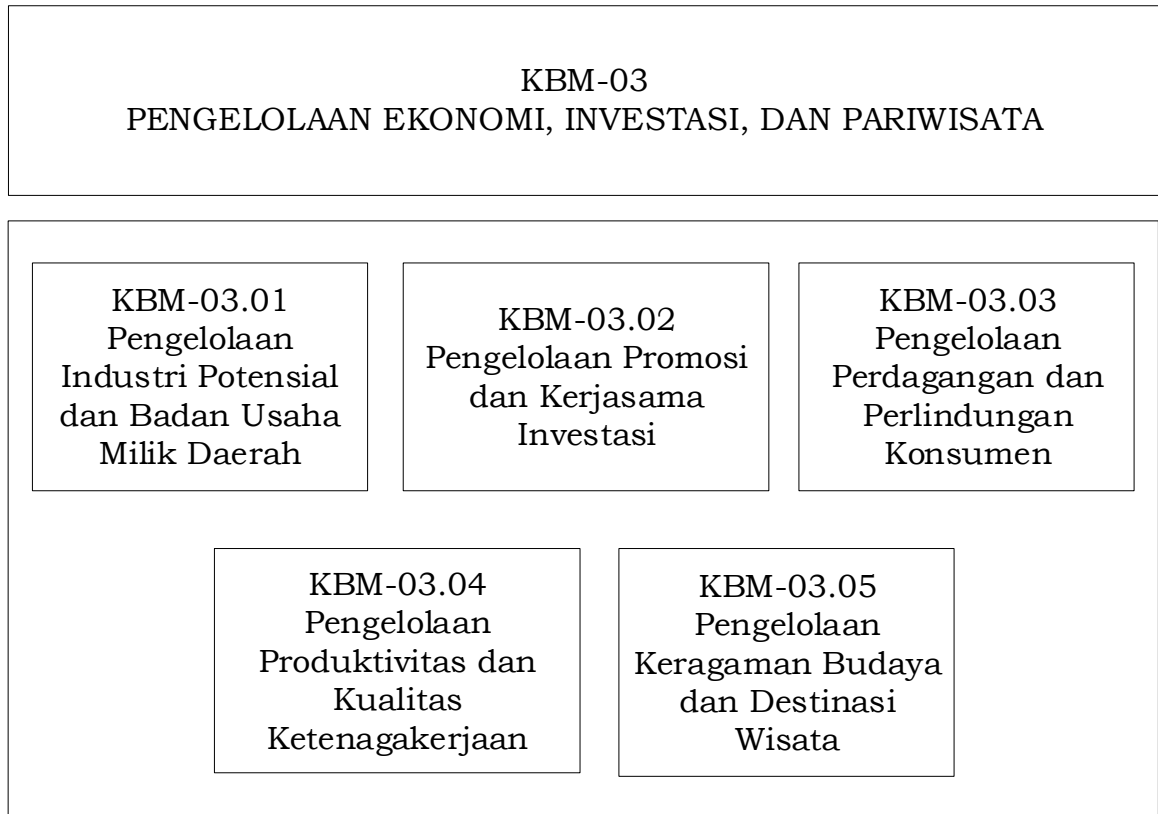 KBM-03
PENGELOLAAN EKONOMI, INVESTASI, DAN PARIWISATA
KBM-03.01
Pengelolaan
Industri Potensial
dan Badan Usaha
Milik Daerah
KBM-03.02
Pengelolaan Promosi
dan Kerjasama
Investasi
KBM-03.03
Pengelolaan
Perdagangan dan
Perlindungan
Konsumen
KBM-03.04
Pengelolaan
Produktivitas dan
Kualitas
Ketenagakerjaan
KBM-03.05
Pengelolaan
Keragaman Budaya
dan Destinasi
Wisata